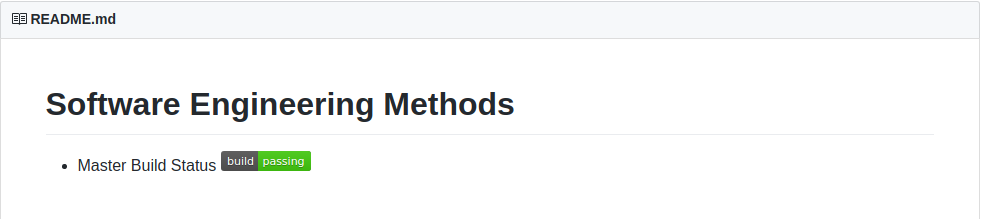 README.md
Software Engineering Methods
Master Build Status build passing